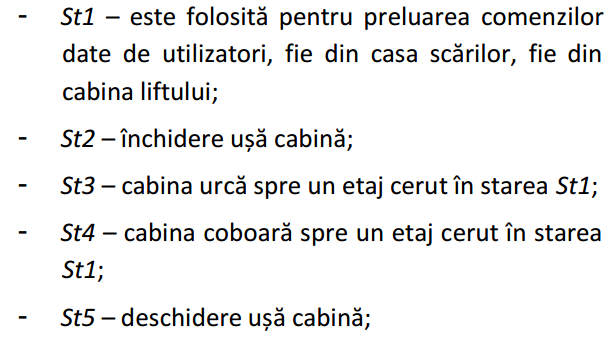 - St1 – este folosită pentru preluarea comenzilor
date de utilizatori, fie din casa scărilor, fie din
cabina liftului;
- St2 – închidere ușă cabină;
- St3 – cabina urcă spre un etaj cerut în starea St1;
- St4 – cabina coboară spre un etaj cerut în starea
St1;
- St5 – deschidere ușă cabină;